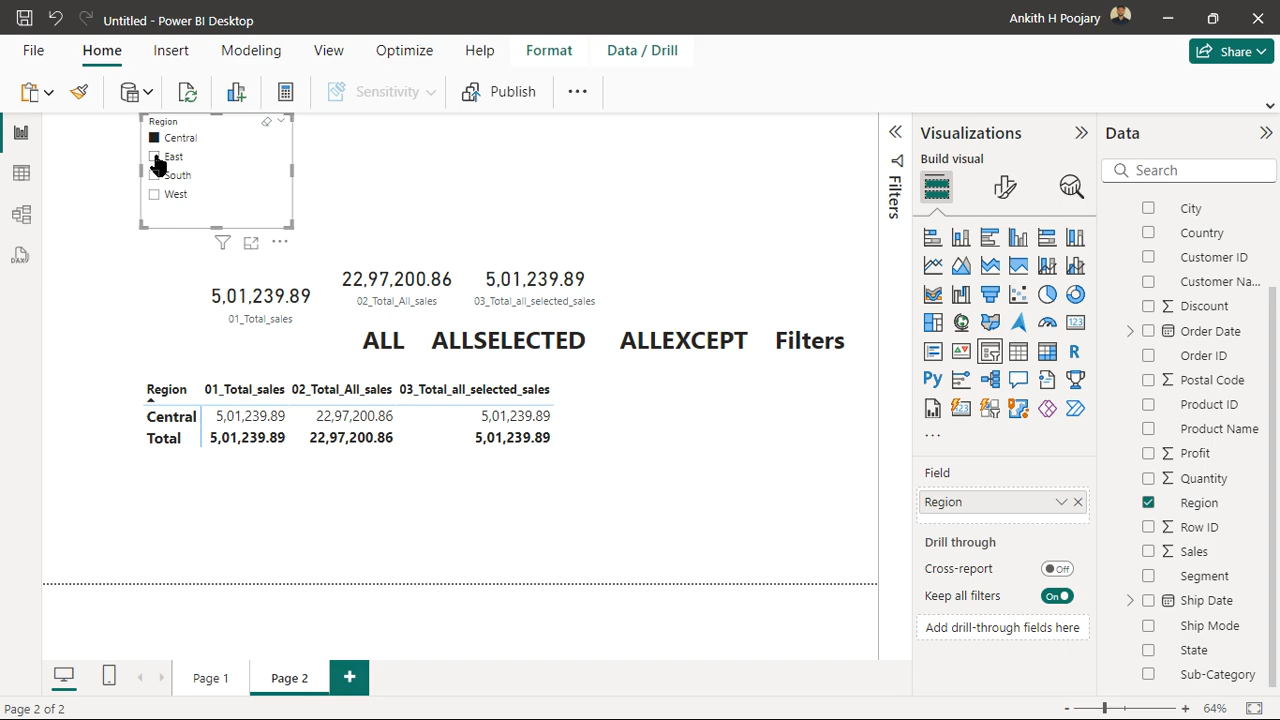 Untitled - Power BI Desktop
Ankith H Poojary
File Home Insert Modeling View Optimize Help Format Data / Drill
Share
Sensitivity
Publish
Region
Central
East
South
West
5,01,239.89
01_Total_sales
22,97,200.86
02_Total_All_sales
5,01,239.89
03_Total_all_selected_sales
ALL ALLSELECTED ALLEXCEPT Filters
Region 01_Total_sales 02_Total_All_sales 03_Total_all_selected_sales
Central 5,01,239.89 22,97,200.86 5,01,239.89
Total 5,01,239.89 22,97,200.86 5,01,239.89
Filters
Visualizations
Build visual
123
R
Py
Field
Region
Drill through
Cross-report Off
Keep all filters On
Add drill-through fields here
Data
Search
City
Country
Customer ID
Customer Na...
Discount
Order Date
Order ID
Postal Code
Product ID
Product Name
Profit
Quantity
Region
Row ID
Sales
Segment
Ship Date
Ship Mode
State
Sub-Category
DAX
Page 1
Page 2
Page 2 of 2
64%